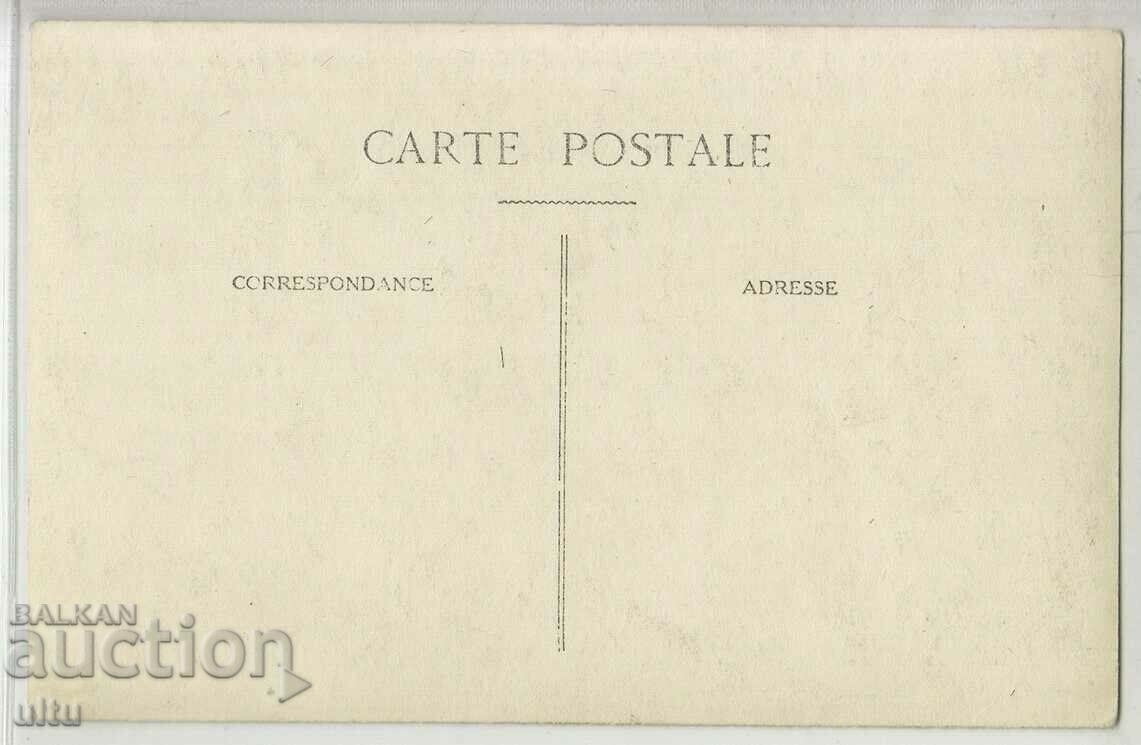 CARTE POSTALE
CORRESPONDANCE
ADRESSE
BALKAN
auction
ultu